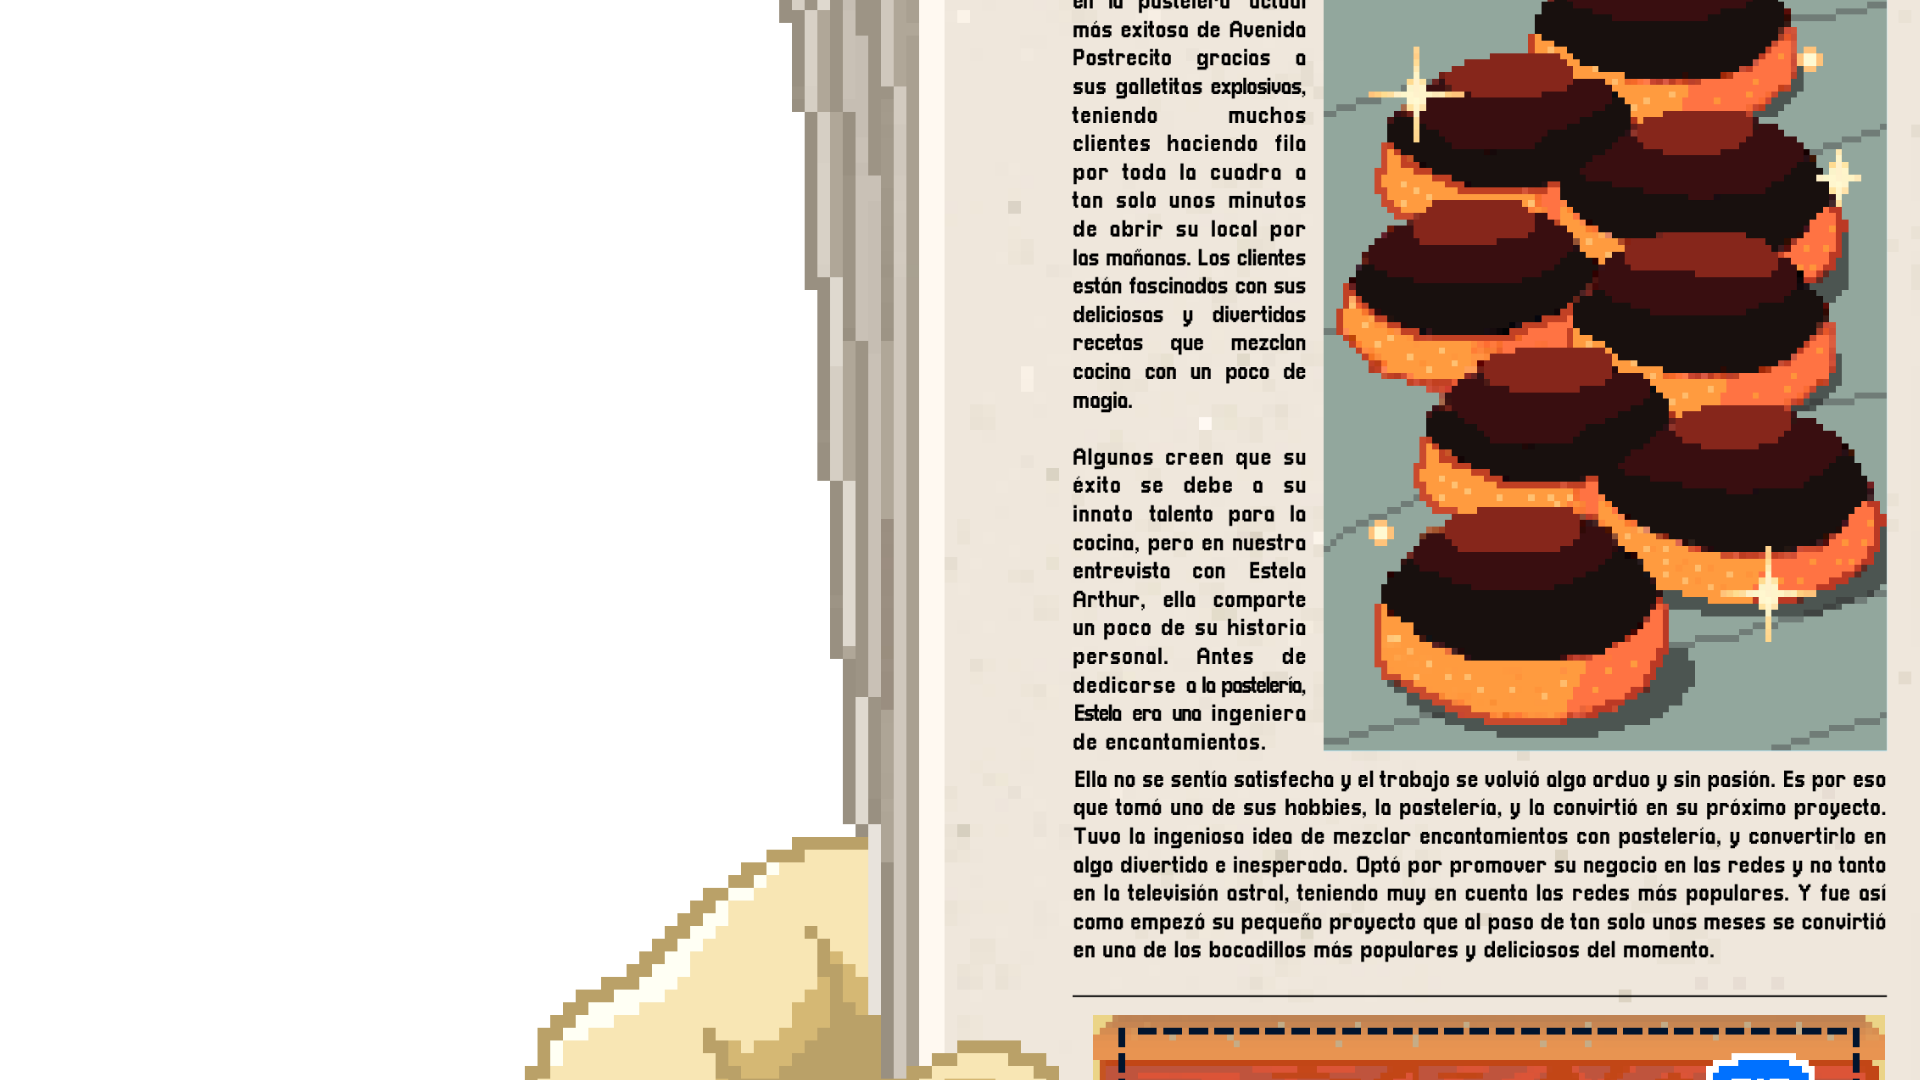 en la pastelera actual
más exitosa de Avenida
Postrecito gracias a
sus galletitas explosivas,
teniendo muchos
clientes haciendo fila
por toda la cuadra a
tan solo unos minutos
de abrir su local por
las mañanas. Los clientes
están fascinados con sus
deliciosas y divertidas
recetas que mezclan
cocina con un poco de
magia.
Algunos creen que su
éxito se debe a su
innato talento para la
cocina, pero en nuestra
entrevista con Estela
Arthur, ella comparte
un poco de su historia
personal. Antes de
dedicarse a la pastelería,
Estela era una ingeniera
de encantamientos.
Ella no se sentía satisfecha y el trabajo se volvió algo arduo y sin pasión. Es por eso
que tomó uno de sus hobbies, la pastelería, y la convirtió en su próximo proyecto.
Tuvo la ingeniosa idea de mezclar encantamientos con pastelería, y convertirlo en
algo divertido e inesperado. Optó por promover su negocio en las redes y no tanto
en la televisión astral, teniendo muy en cuenta las redes más populares. Y fue así
como empezó su pequeño proyecto que al paso de tan solo unos meses se convirtió
en una de los bocadillos más populares y deliciosos del momento.